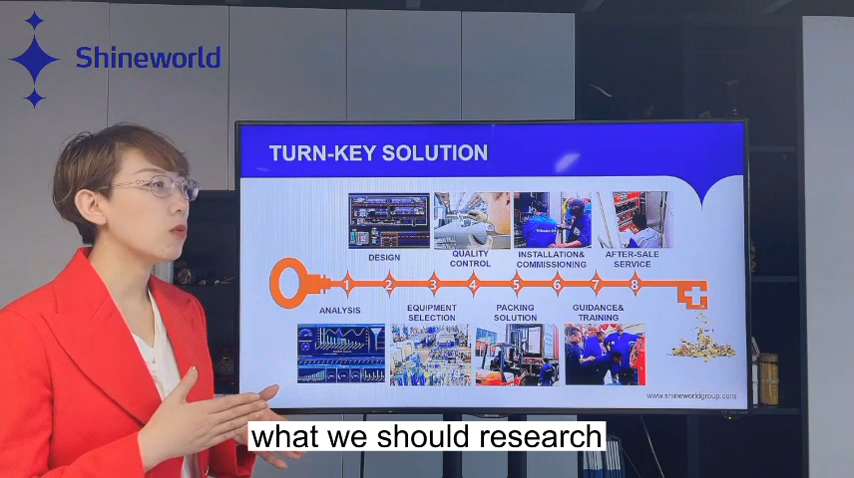 Shineworld
TURN-KEY SOLUTION
DESIGN
QUALITY
CONTROL
INSTALLATION&
COMMISSIONING
AFTER-SALE
SERVICE
1 2 3 4 5 6 7 8
ANALYSIS
EQUIPMENT
SELECTION
PACKING
SOLUTION
GUIDANCE&
TRAINING
www.shineworldgroup.com
what we should research